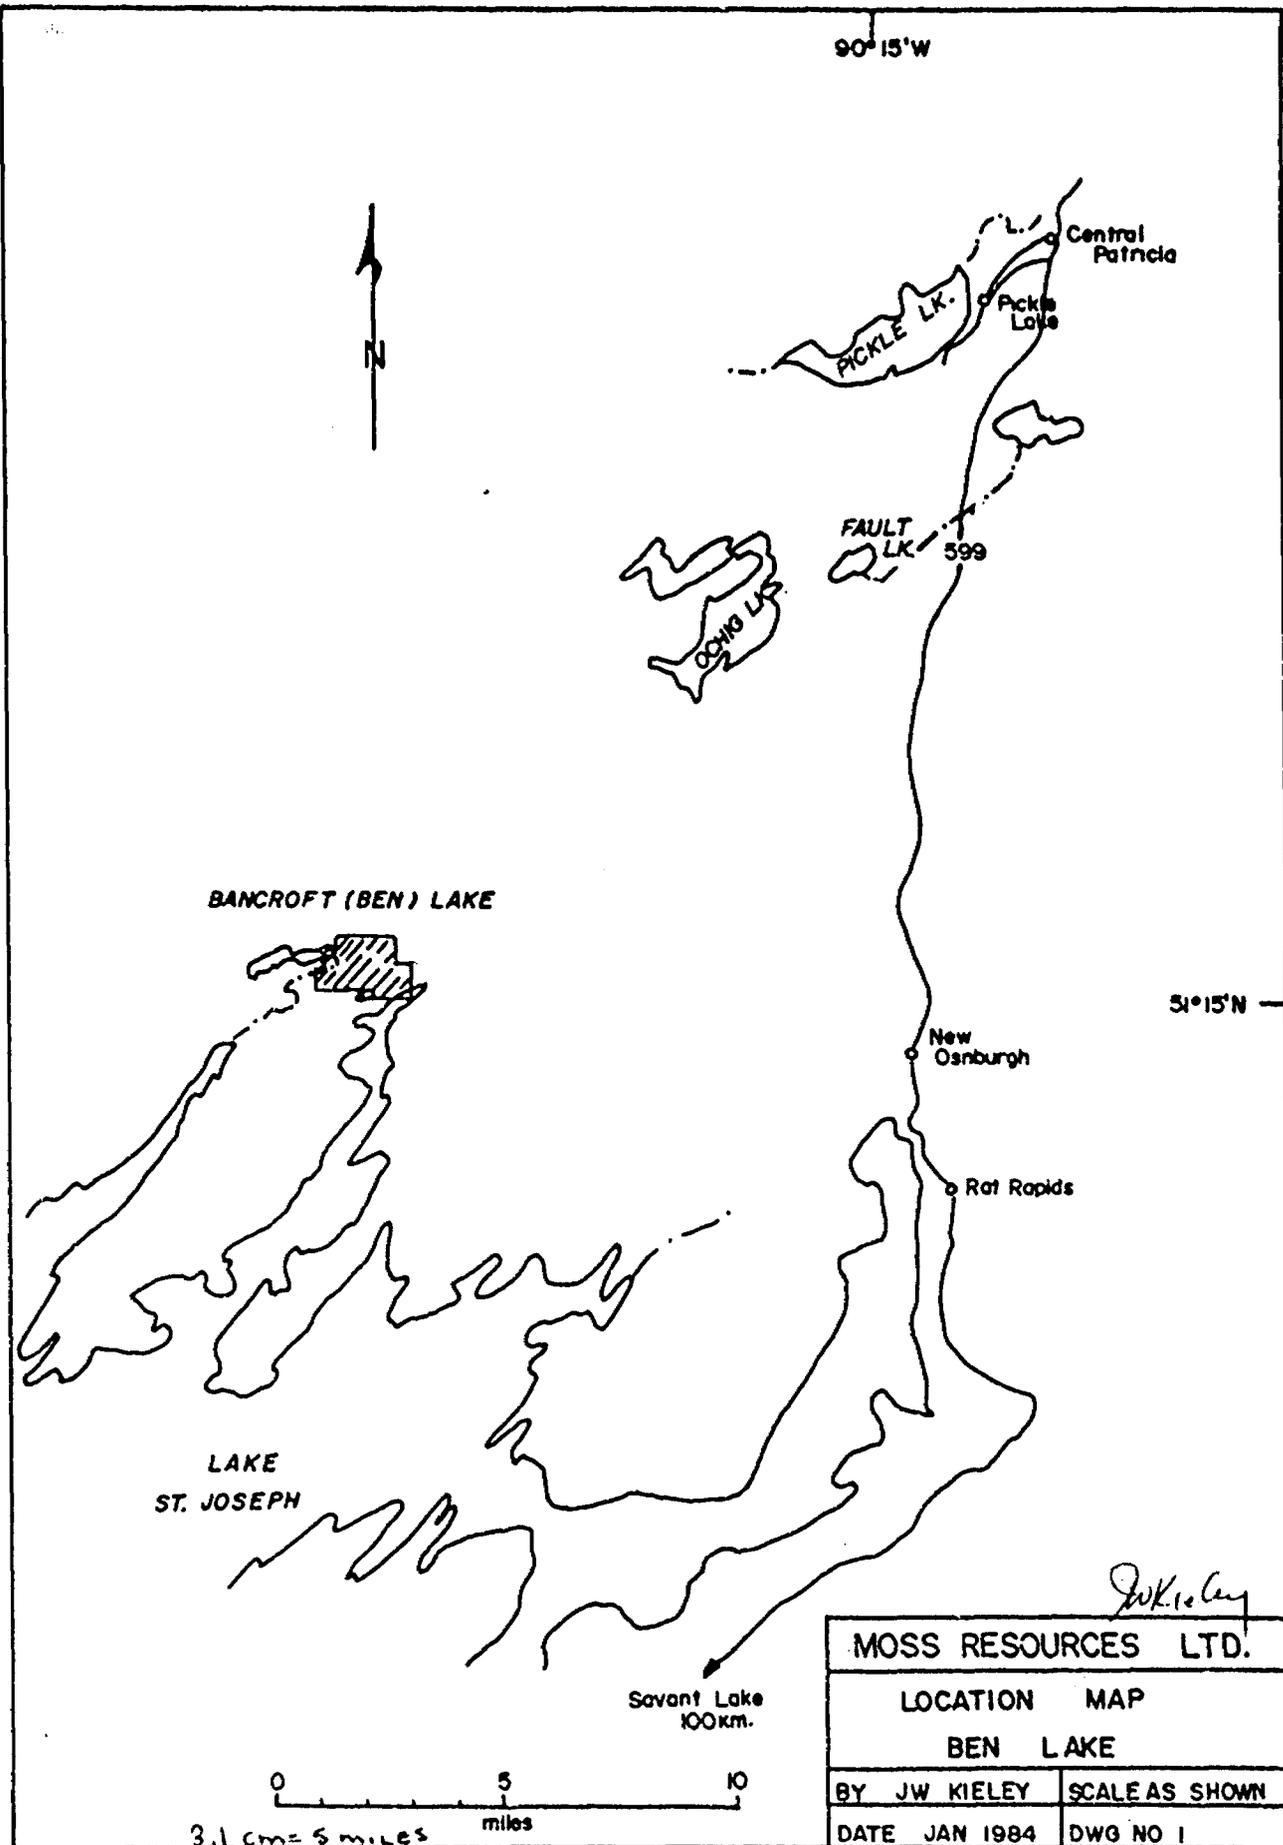 90°15'W
L.
Central
Patricia
Pickle
Lake
PICKLE LK.
N
FAULT
LK.
599
OCHIG LK
BANCROFT (BEN) LAKE
51°15'N
New
Osnburgh
Rat Rapids
LAKE
ST. JOSEPH
JWKieley
MOSS RESOURCES LTD.
LOCATION MAP
BEN LAKE
Savant Lake
100KM.
BY JW KIELEY SCALE AS SHOWN
DATE JAN 1984 DWG NO 1
0 5 10
miles
3.1 cm = 5 miles